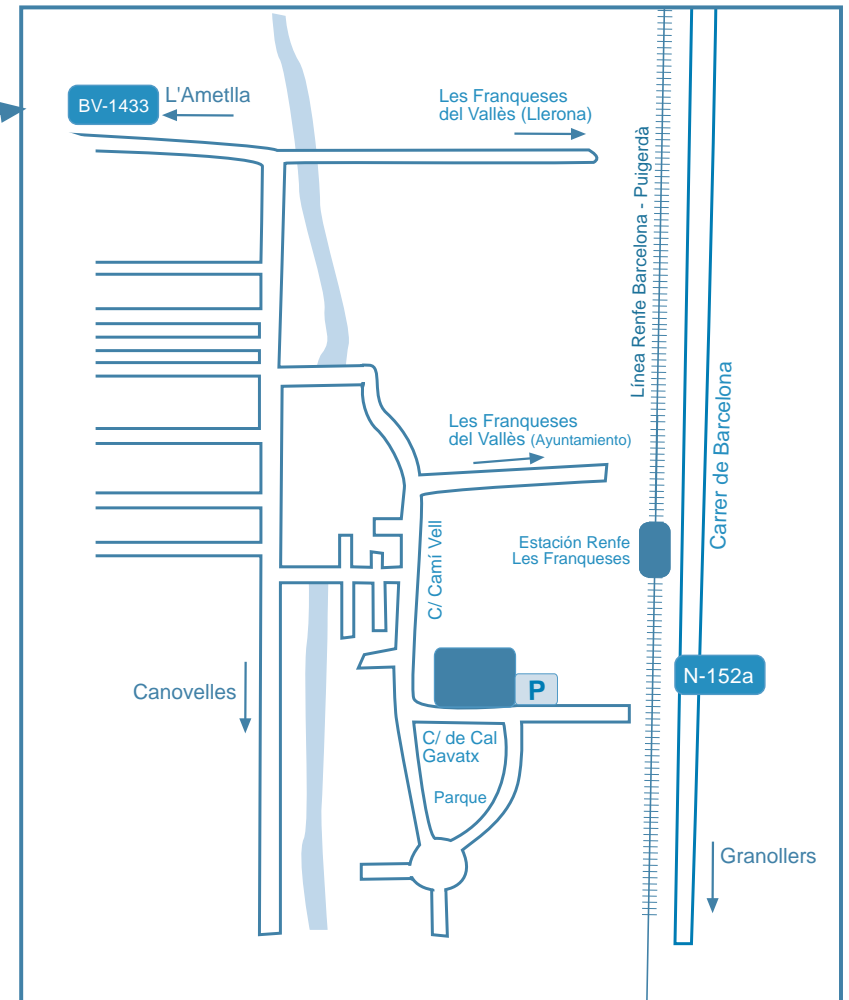 BV-1433
L'Ametlla
Les Franqueses
del Vallès (Llerona)
Línea Renfe Barcelona - Puigerdà
Carrer de Barcelona
Les Franqueses
del Vallès (Ayuntamiento)
Estación Renfe
Les Franqueses
C/ Camí Vell
N-152a
Canovelles
P
C/ de Cal
Gavatx
Parque
Granollers